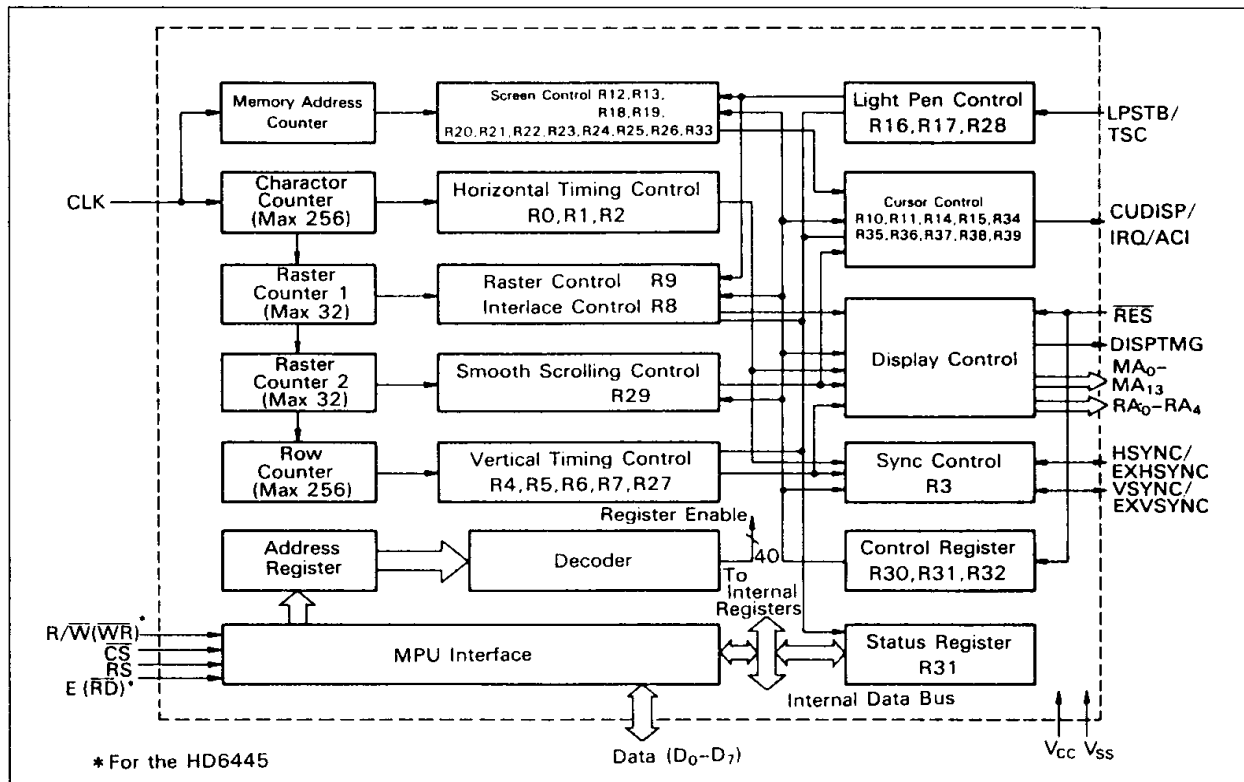 Memory Address
Counter
Screen Control R12,R13,
R18,R19,
R20,R21,R22,R23,R24,R25,R26,R33
Light Pen Control
R16,R17,R28
LPSTB/
TSC
CLK
Charactor
Counter
(Max 256)
Horizontal Timing Control
R0,R1,R2
Cursor Control
R10,R11,R14,R15,R34
R35,R36,R37,R38,R39
CUDISP/
IRQ/ACI
Raster
Counter 1
(Max 32)
Raster Control R9
Interlace Control R8
Display Control
R̅E̅S̅
DISPTMG
MA₀-
MA₁₃
RA₀-RA₄
Raster
Counter 2
(Max 32)
Smooth Scrolling Control
R29
Row
Counter
(Max 256)
Vertical Timing Control
R4,R5,R6,R7,R27
Sync Control
R3
HSYNC/
EXHSYNC
VSYNC/
EXVSYNC
Register Enable
40
Address
Register
Decoder
To
Internal
Registers
Control Register
R30,R31,R32
R/W̅(W̅R̅)*
C̅S̅
RS
E (R̅D̅)*
MPU Interface
Status Register
R31
Internal Data Bus
Data (D₀-D₇)
V_CC V_SS
*For the HD6445